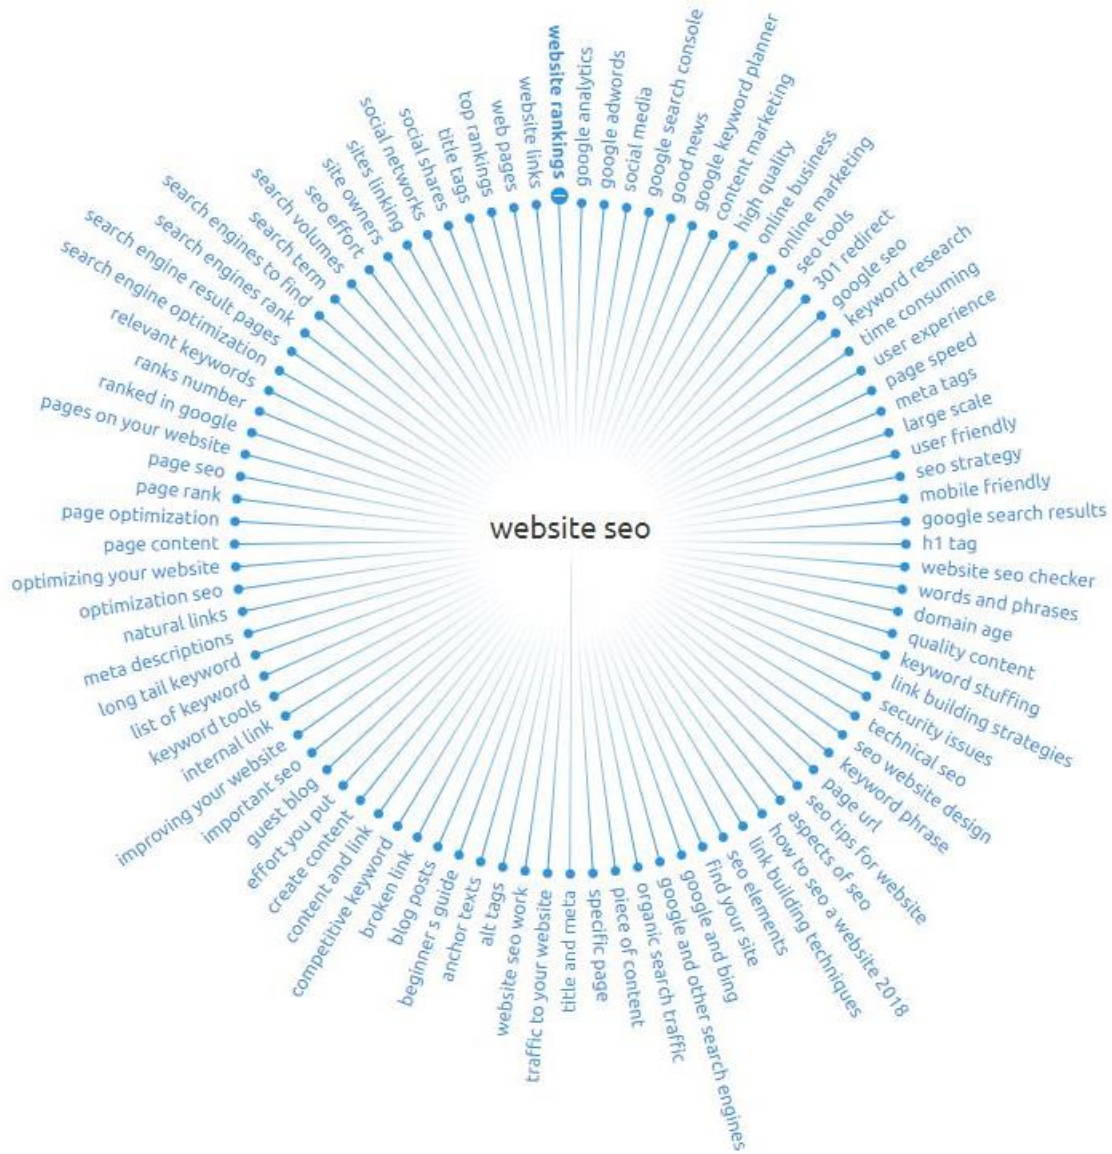 website seo
website rankings
google analytics
google adwords
social media
google search console
good news
google keyword planner
content marketing
high quality
online business
online marketing
seo tools
301 redirect
google seo
keyword research
time consuming
user experience
page speed
meta tags
large scale
user friendly
seo strategy
mobile friendly
google search results
h1 tag
website seo checker
words and phrases
domain age
quality content
keyword stuffing
link building strategies
security issues
technical seo
seo website design
keyword phrase
page url
seo tips for website
aspects of seo
how to seo a website 2018
link building techniques
seo elements
find your site
google and bing
google and other search engines
organic search traffic
piece of content
specific page
title and meta
traffic to your website
website seo work
alt tags
anchor texts
beginner s guide
blog posts
broken link
competitive keyword
content and link
create content
effort you put
guest blog
important seo
improving your website
internal link
keyword tools
list of keyword
long tail keyword
meta descriptions
natural links
optimization seo
optimizing your website
page content
page optimization
page rank
page seo
pages on your website
ranked in google
ranks number
relevant keywords
search engine optimization
search engine result pages
search engines rank
search engines to find
search term
search volumes
seo effort
site owners
sites linking
social networks
social shares
title tags
top rankings
web pages
website links